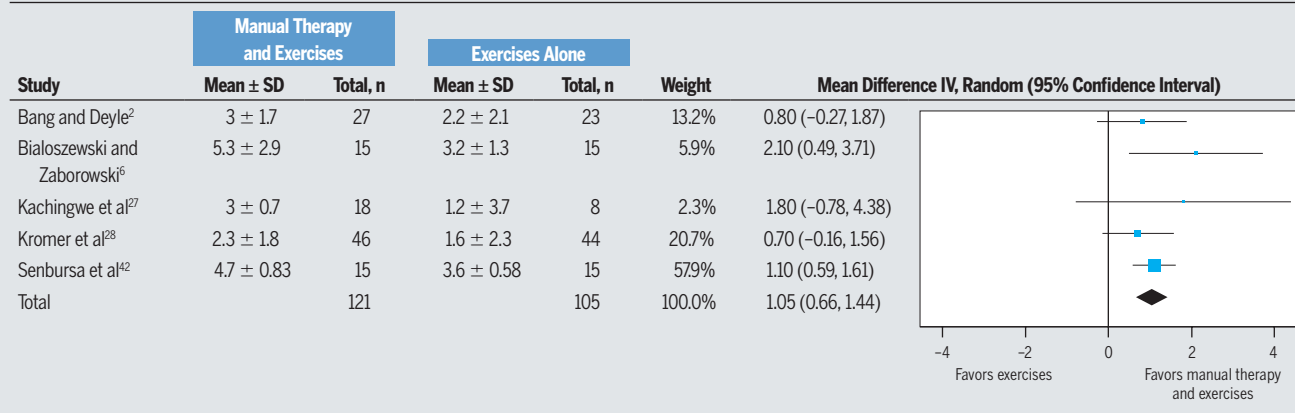 Manual Therapy
and Exercises
Exercises Alone
Study Mean ± SD Total, n Mean ± SD Total, n Weight Mean Difference IV, Random (95% Confidence Interval)
Bang and Deyle² 3 ± 1.7 27 2.2 ± 2.1 23 13.2% 0.80 (–0.27, 1.87)
Bialoszewski and 5.3 ± 2.9 15 3.2 ± 1.3 15 5.9% 2.10 (0.49, 3.71)
Zaborowski⁶
Kachingwe et al²⁷ 3 ± 0.7 18 1.2 ± 3.7 8 2.3% 1.80 (–0.78, 4.38)
Kromer et al²⁸ 2.3 ± 1.8 46 1.6 ± 2.3 44 20.7% 0.70 (–0.16, 1.56)
Senbursa et al⁴² 4.7 ± 0.83 15 3.6 ± 0.58 15 57.9% 1.10 (0.59, 1.61)
Total 121 105 100.0% 1.05 (0.66, 1.44)
–4 –2 0 2 4
Favors exercises Favors manual therapy
and exercises